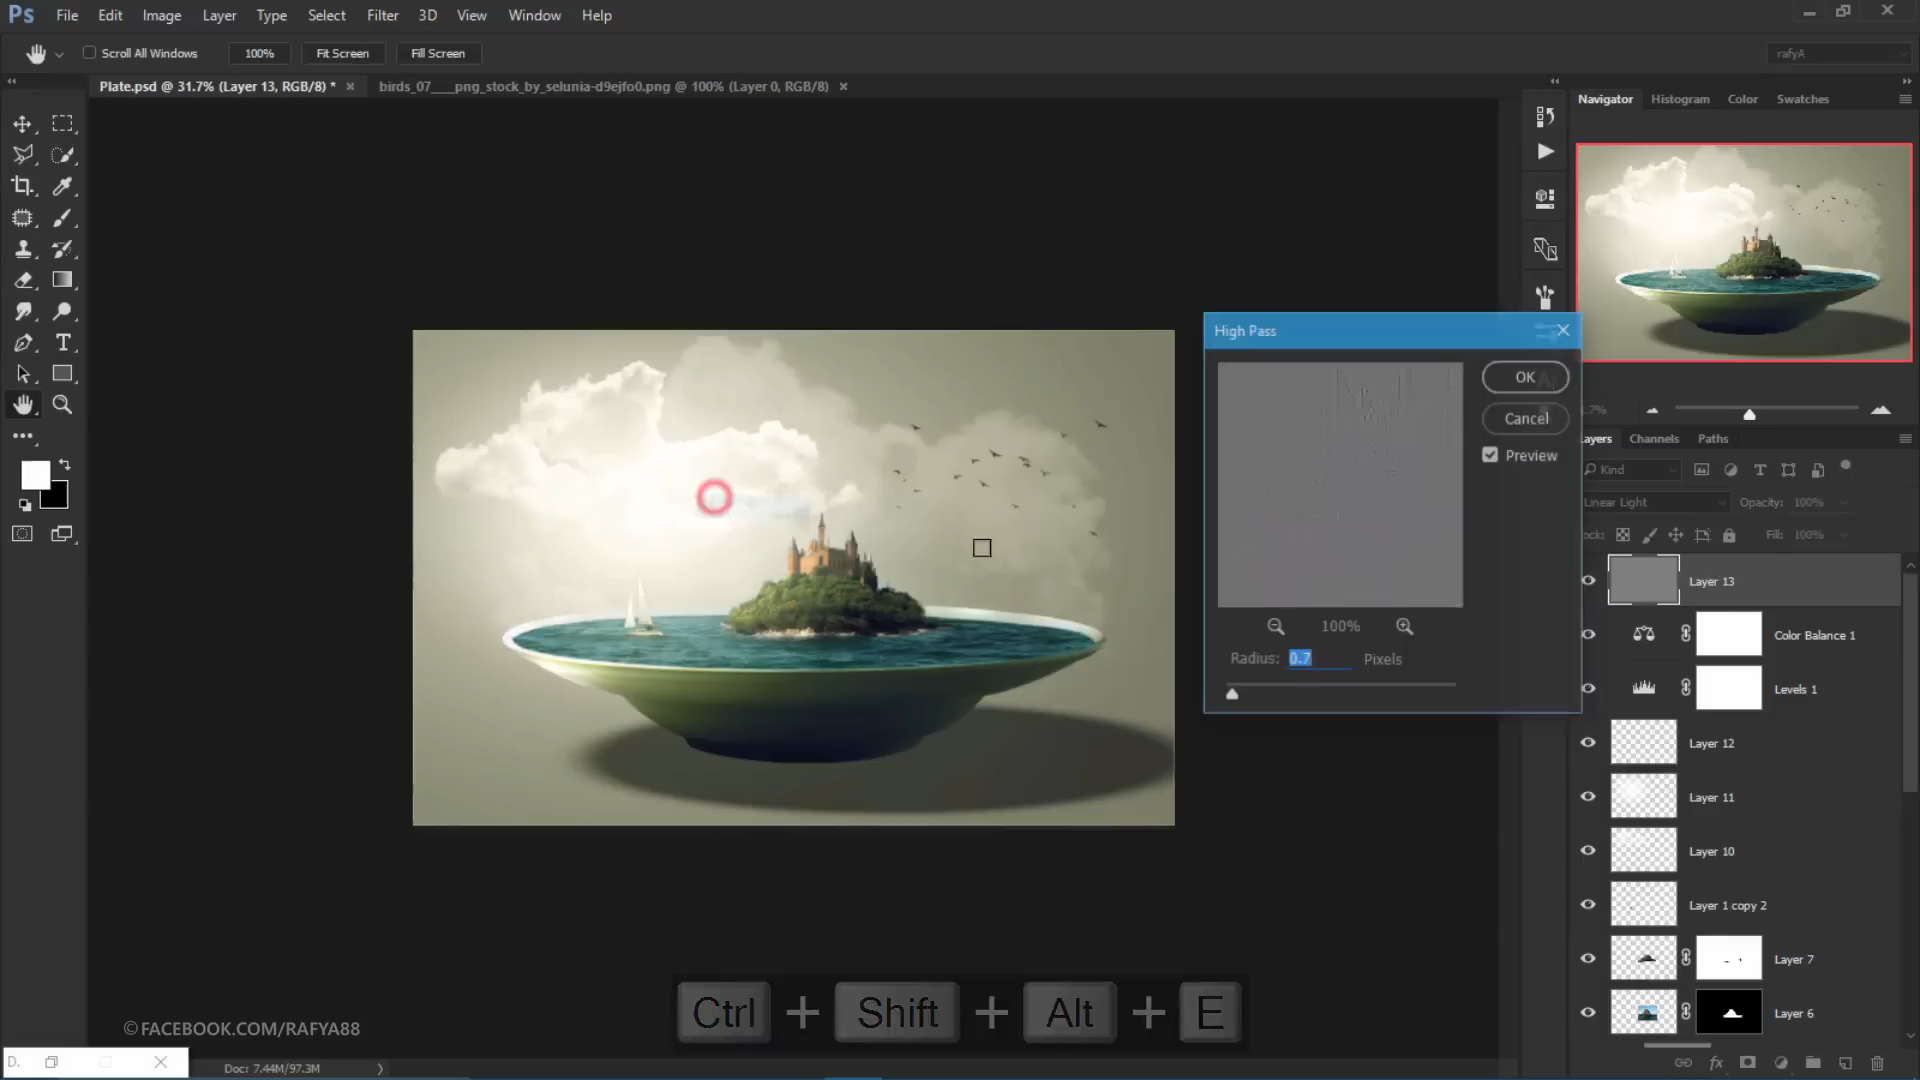 Ps File Edit Image Layer Type Select Filter 3D View Window Help
Scroll All Windows 100% Fit Screen Fill Screen rafyA
Plate.psd @ 31.7% (Layer 13, RGB/8) * × birds_07____png_stock_by_selunia-d9ejfo0.png @ 100% (Layer 0, RGB/8) ×
Navigator Histogram Color Swatches
High Pass
OK
Cancel
Preview
100%
Radius: 0.7 Pixels
Channels Paths
Kind
Linear Light Opacity: 100%
Fill: 100%
Layer 13
Color Balance 1
Levels 1
Layer 12
Layer 11
Layer 10
Layer 1 copy 2
Layer 7
Layer 6
Ctrl + Shift + Alt + E
©FACEBOOK.COM/RAFYA88
D.
Doc: 7.44M/97.3M